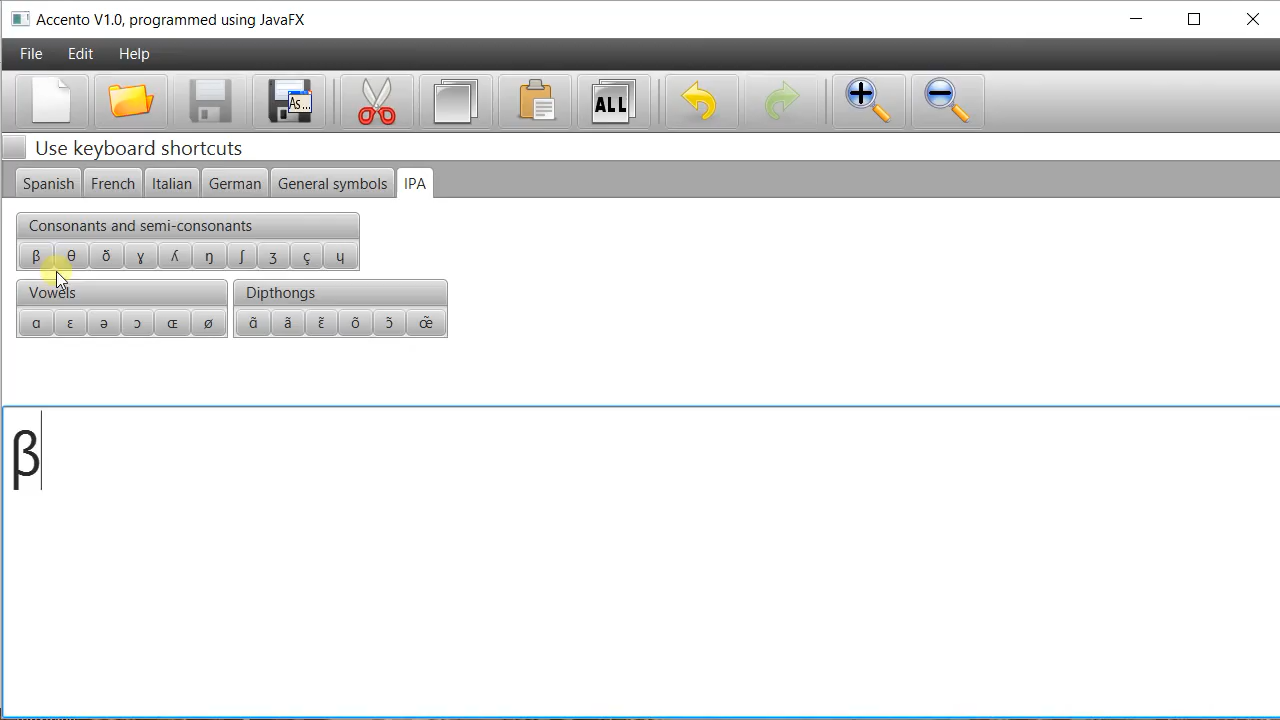 Accento V1.0, programmed using JavaFX
File Edit Help
As...
ALL
Use keyboard shortcuts
Spanish French Italian German General symbols IPA
Consonants and semi-consonants
β θ ð ɣ ʎ ŋ ʃ ʒ ç ɥ
Vowels Dipthongs
ɑ ɛ ə ɔ œ ø ɑ̃ ã ɛ̃ õ ɔ̃ œ̃
β